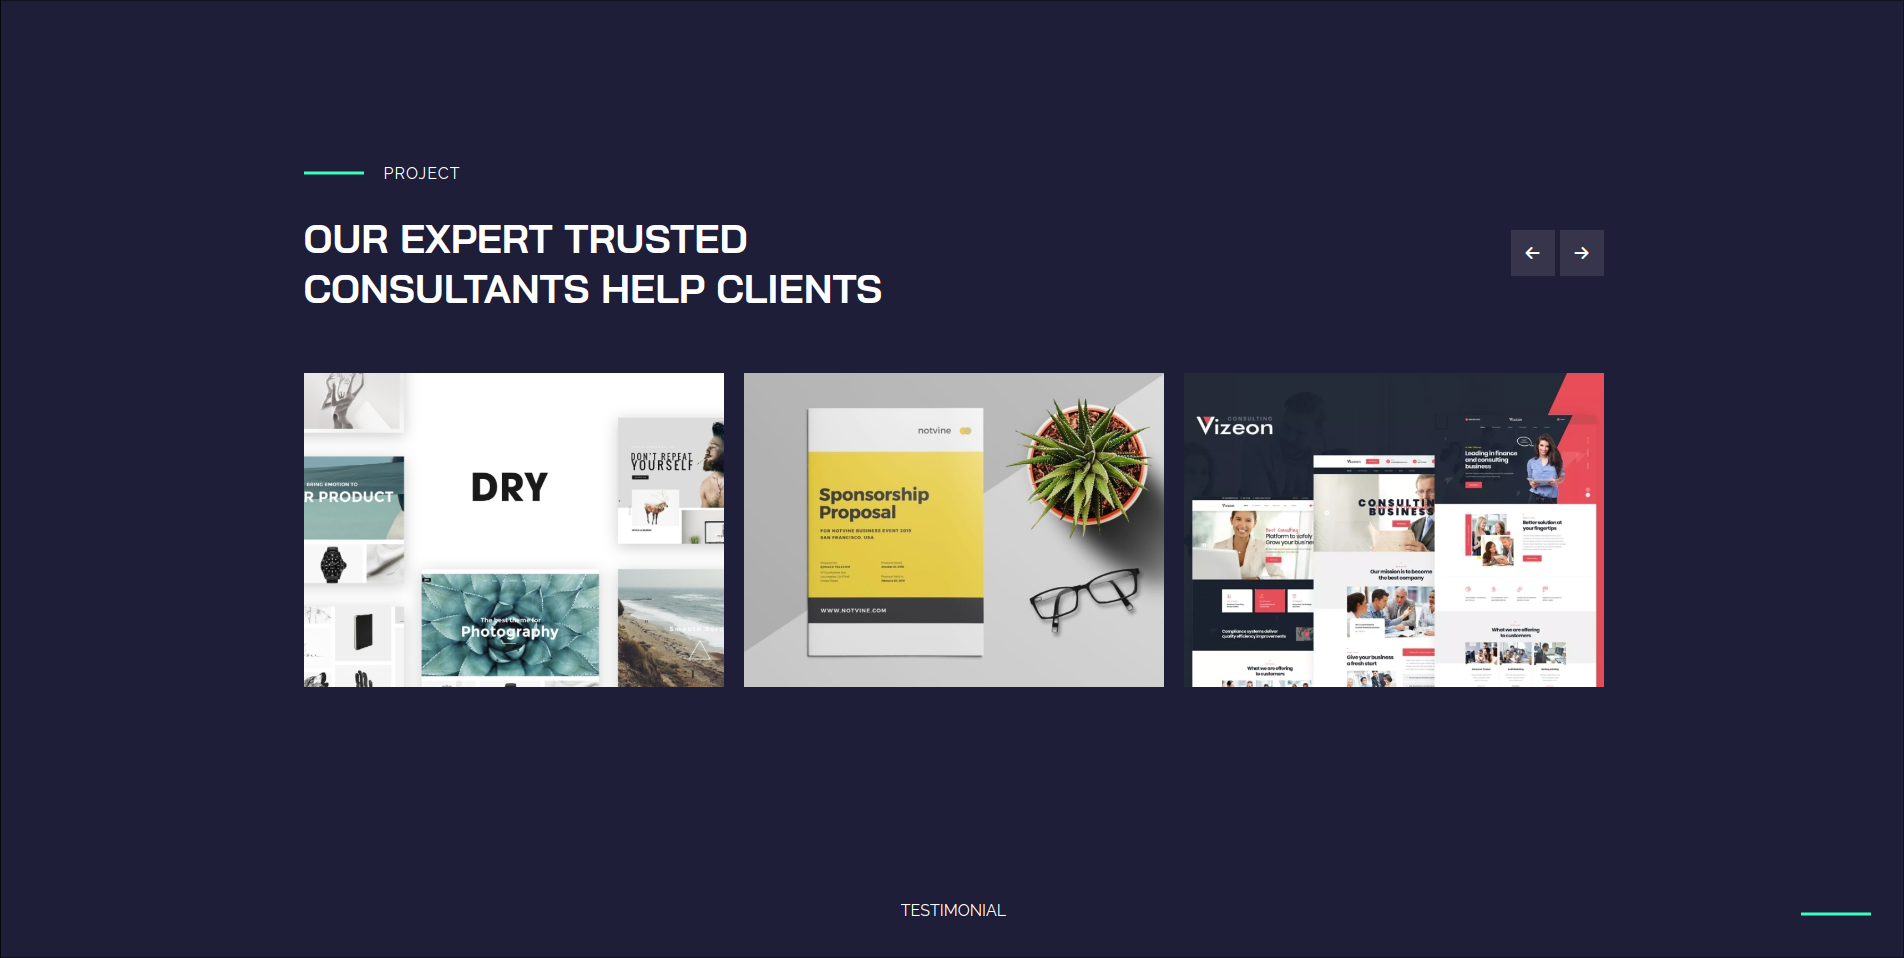 PROJECT
OUR EXPERT TRUSTED
CONSULTANTS HELP CLIENTS
BRING EMOTION TO
R PRODUCT
DRY
DON'T REPEAT
YOURSELF
The best theme for
Photography
notvine
Sponsorship
Proposal
FOR NOTVINE BUSINESS EVENT 2019
SAN FRANCISCO, USA
WWW.NOTVINE.COM
CONSULTING
Vizeon
Platform to safely
Grow your busine
Compliance systems deliver
quality efficiency improvements
What we are offering
to customers
CONSULTIN
BUSINESS
Our mission is to become
the best company
Give your business
a fresh start
Leading in finance
and consulting
business
Better solution at
your fingertips
What we are offering
to customers
TESTIMONIAL